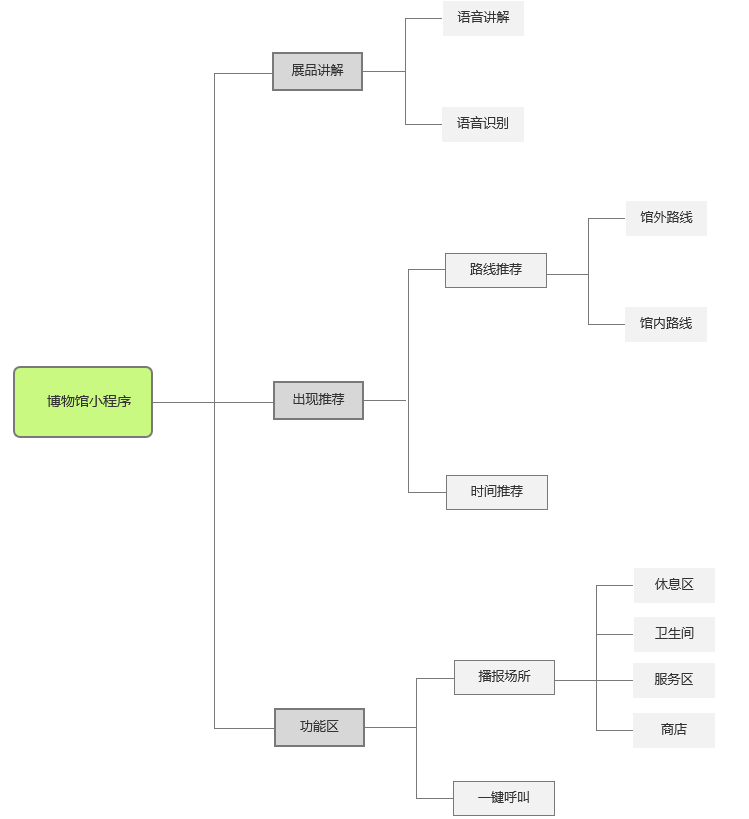 语音讲解
展品讲解
语音识别
馆外路线
路线推荐
馆内路线
博物馆小程序
出现推荐
时间推荐
休息区
卫生间
播报场所
服务区
功能区
商店
一键呼叫